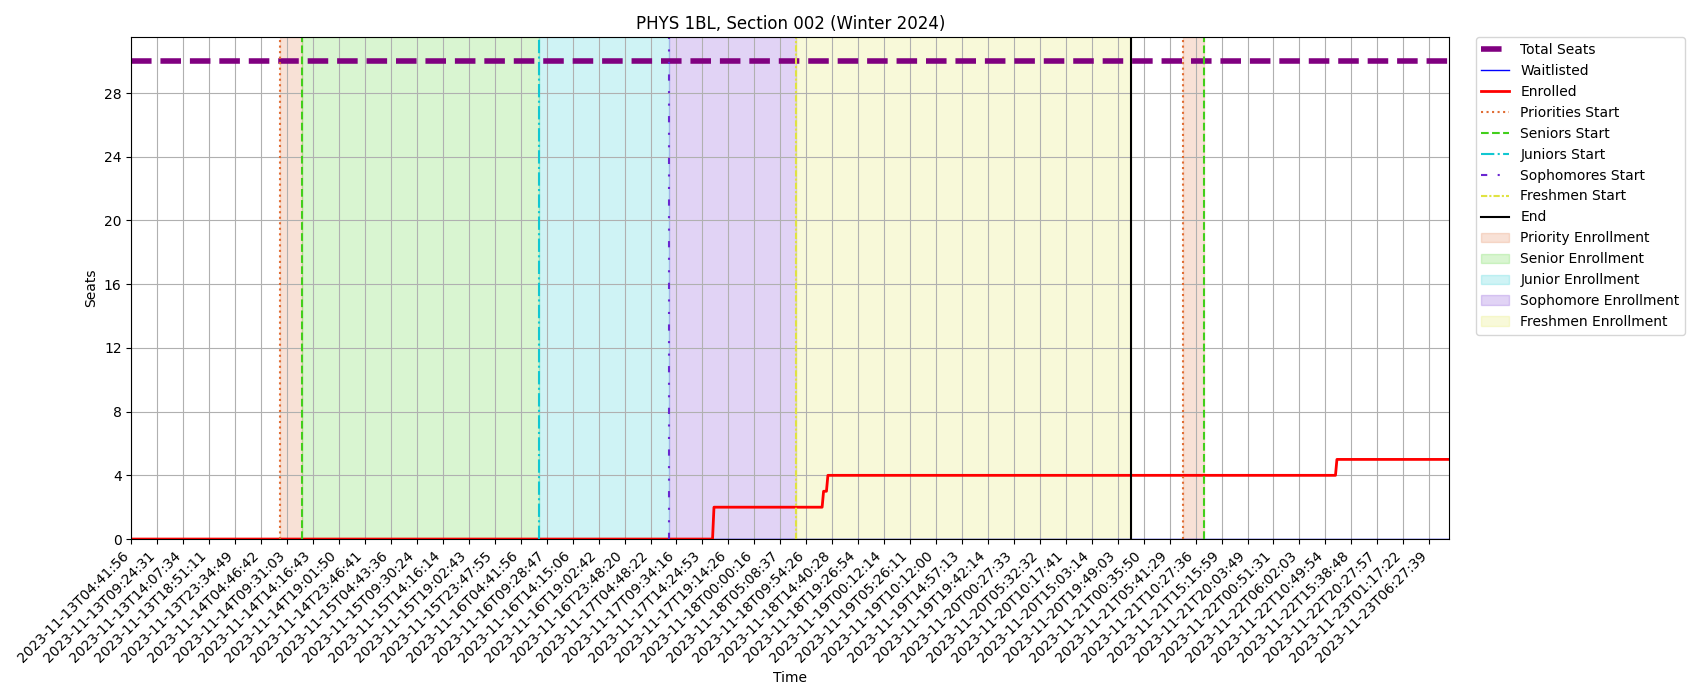 PHYS 1BL, Section 002 (Winter 2024)
Total Seats
Waitlisted
Enrolled
Priorities Start
Seniors Start
Juniors Start
Sophomores Start
Freshmen Start
End
Priority Enrollment
Senior Enrollment
Junior Enrollment
Sophomore Enrollment
Freshmen Enrollment
Seats
28
24
20
16
12
8
4
0
2023-11-13T04:41:56
2023-11-13T09:24:31
2023-11-13T14:07:34
2023-11-13T18:51:11
2023-11-13T23:34:49
2023-11-14T04:46:42
2023-11-14T09:31:03
2023-11-14T14:16:43
2023-11-14T19:01:50
2023-11-14T23:46:41
2023-11-15T04:43:36
2023-11-15T09:30:24
2023-11-15T14:16:14
2023-11-15T19:02:43
2023-11-15T23:47:55
2023-11-16T04:41:56
2023-11-16T09:28:47
2023-11-16T14:15:06
2023-11-16T19:02:42
2023-11-16T23:48:20
2023-11-17T04:48:22
2023-11-17T09:34:16
2023-11-17T14:24:53
2023-11-17T19:14:26
2023-11-18T00:00:16
2023-11-18T05:08:37
2023-11-18T09:54:26
2023-11-18T14:40:28
2023-11-18T19:26:54
2023-11-19T00:12:14
2023-11-19T05:26:11
2023-11-19T10:12:00
2023-11-19T14:57:13
2023-11-19T19:42:14
2023-11-20T00:27:33
2023-11-20T05:32:32
2023-11-20T10:17:41
2023-11-20T15:03:14
2023-11-20T19:49:03
2023-11-21T00:35:50
2023-11-21T05:41:29
2023-11-21T10:27:36
2023-11-21T15:15:59
2023-11-21T20:03:49
2023-11-22T00:51:31
2023-11-22T06:02:03
2023-11-22T10:49:54
2023-11-22T15:38:48
2023-11-22T20:27:57
2023-11-23T01:17:22
2023-11-23T06:27:39
Time